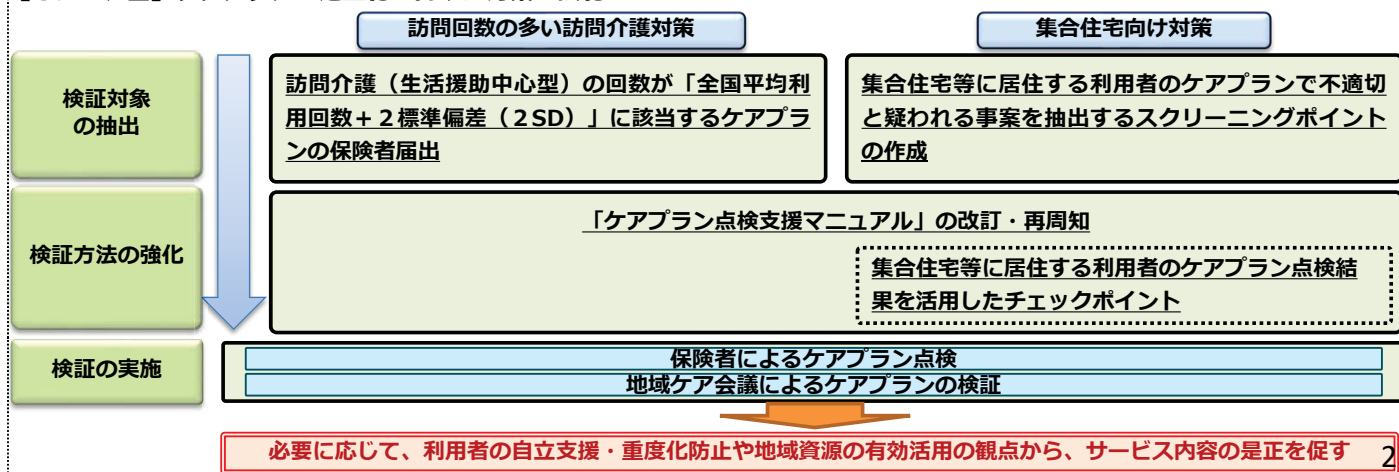 訪問回数の多い訪問介護対策
集合住宅向け対策
検証対象
の抽出
訪問介護（生活援助中心型）の回数が「全国平均利
用回数＋２標準偏差（２SD）」に該当するケアプラ
ンの保険者届出
集合住宅等に居住する利用者のケアプランで不適切
と疑われる事案を抽出するスクリーニングポイント
の作成
検証方法の強化
「ケアプラン点検支援マニュアル」の改訂・再周知
集合住宅等に居住する利用者のケアプラン点検結
果を活用したチェックポイント
検証の実施
保険者によるケアプラン点検
地域ケア会議によるケアプランの検証
必要に応じて、利用者の自立支援・重度化防止や地域資源の有効活用の観点から、サービス内容の是正を促す
2